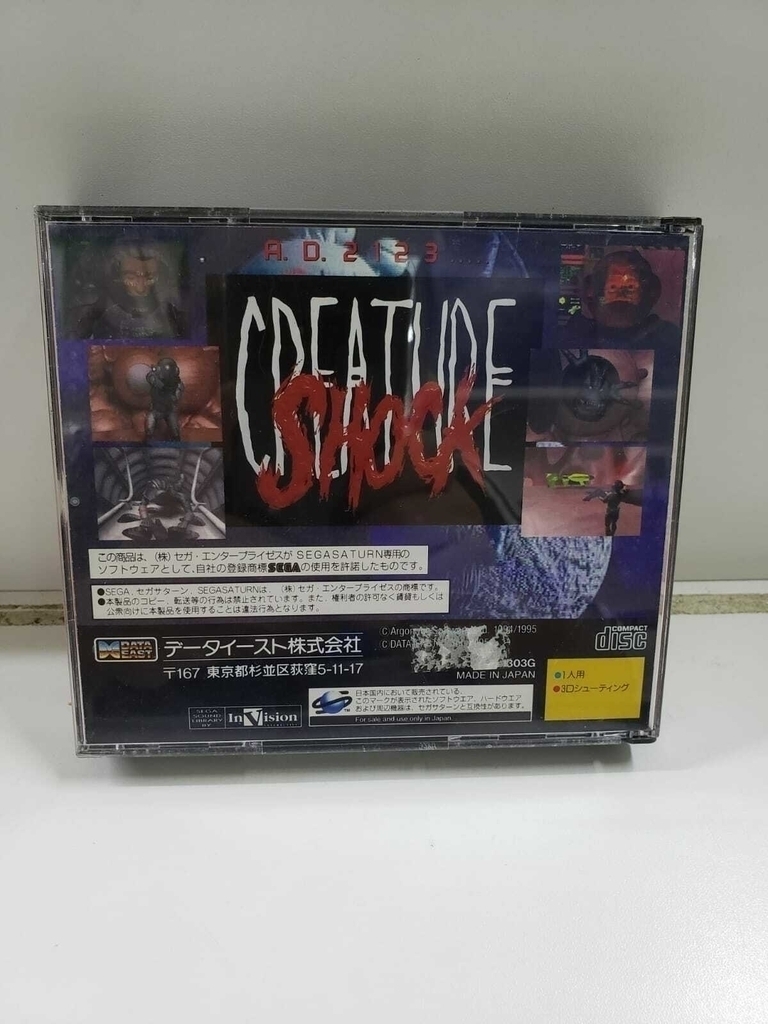 A. D. 2123....
CREATURE
SHOCK
この商品は、(株)セガ・エンタープライゼスが SEGASATURN専用の
ソフトウェアとして、自社の登録商標SEGAの使用を許諾したものです。
●SEGA、セガサターン、SEGASATURNは、(株)セガ・エンタープライゼスの商標です。
●本製品のコピー、転送等の行為は禁止されています。また、権利者の許可なく賃貸もしくは
公衆向けに本製品を使用することは違法行為となります。
DATA EAST
データイースト株式会社
〒167 東京都杉並区荻窪5-11-17
C Argon 1994/1995
C DATA
303G
MADE IN JAPAN
COMPACT
disc
●1人用
●3Dシューティング
SEGA
SOUND
LIBRARY
BY
InVision
日本国内において販売されている、
このマークが表示されたソフトウエア、ハードウエア
および周辺機器は、セガサターンと互換性があります。
For sale and use only in Japan